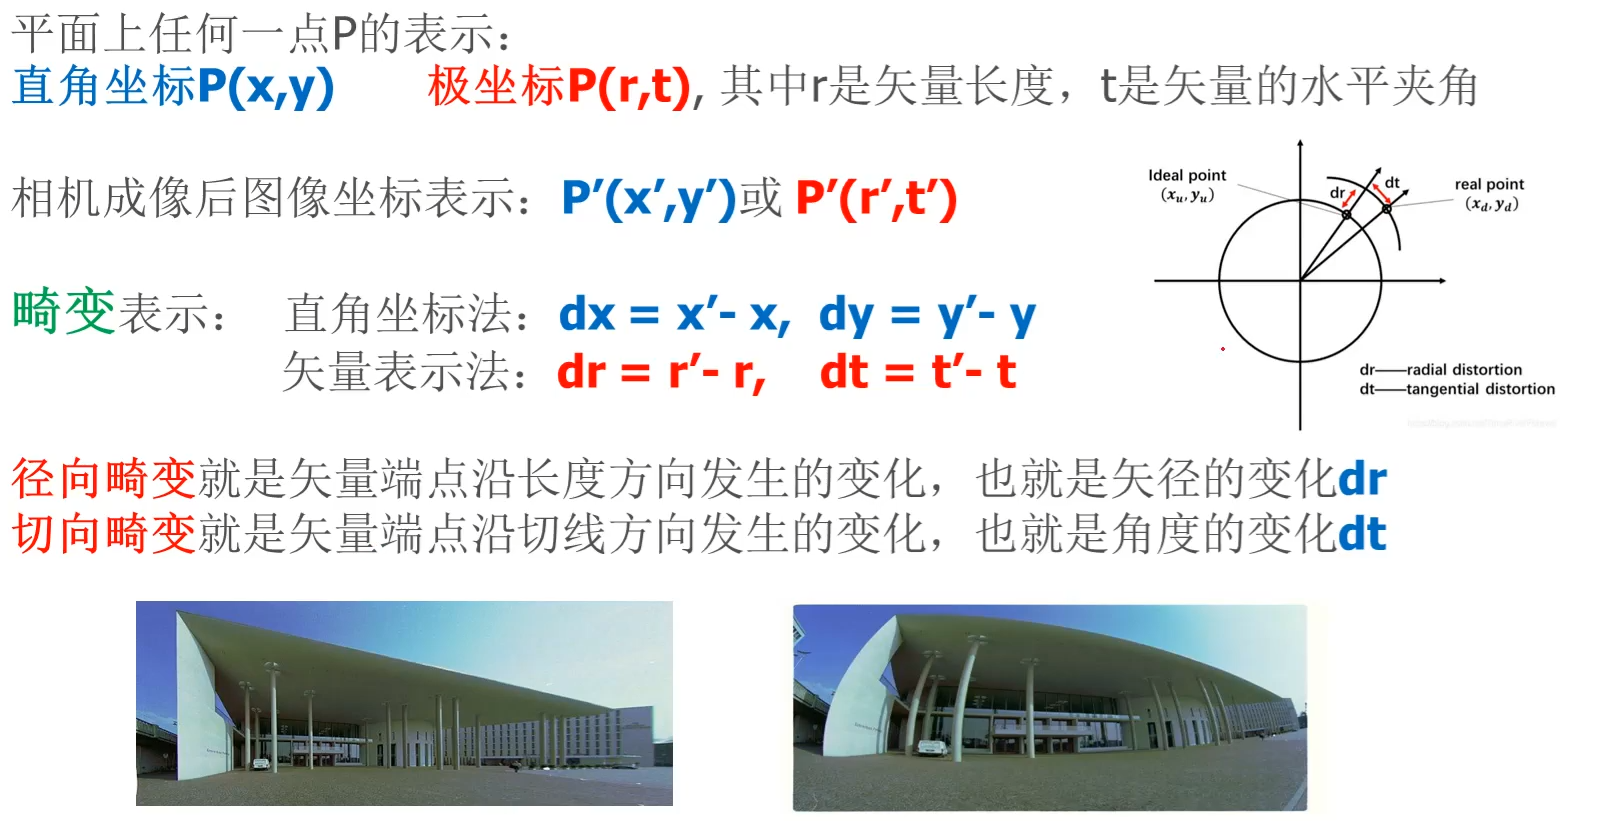 平面上任何一点P的表示：
直角坐标P(x,y) 极坐标P(r,t), 其中r是矢量长度，t是矢量的水平夹角
相机成像后图像坐标表示：P′(x′,y′)或 P′(r′,t′)
畸变表示： 直角坐标法：dx = x′- x, dy = y′- y
矢量表示法：dr = r′- r, dt = t′- t
Ideal point
(xᵤ,yᵤ)
dr
dt
real point
(x_d,y_d)
dr——radial distortion
dt——tangential distortion
径向畸变就是矢量端点沿长度方向发生的变化，也就是矢径的变化dr
切向畸变就是矢量端点沿切线方向发生的变化，也就是角度的变化dt